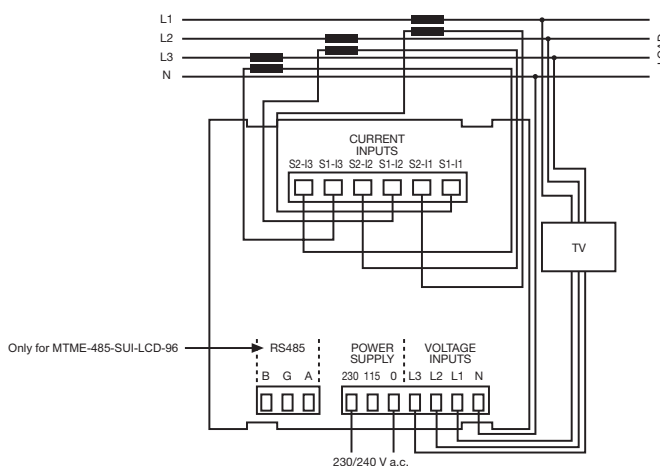 L1
L2
L3
N
LOAD
CURRENT
INPUTS
S2-I3 S1-I3 S2-I2 S1-I2 S2-I1 S1-I1
TV
Only for MTME-485-SUI-LCD-96
RS485
POWER
SUPPLY
VOLTAGE
INPUTS
B G A
230 115 0 L3 L2 L1 N
230/240 V a.c.